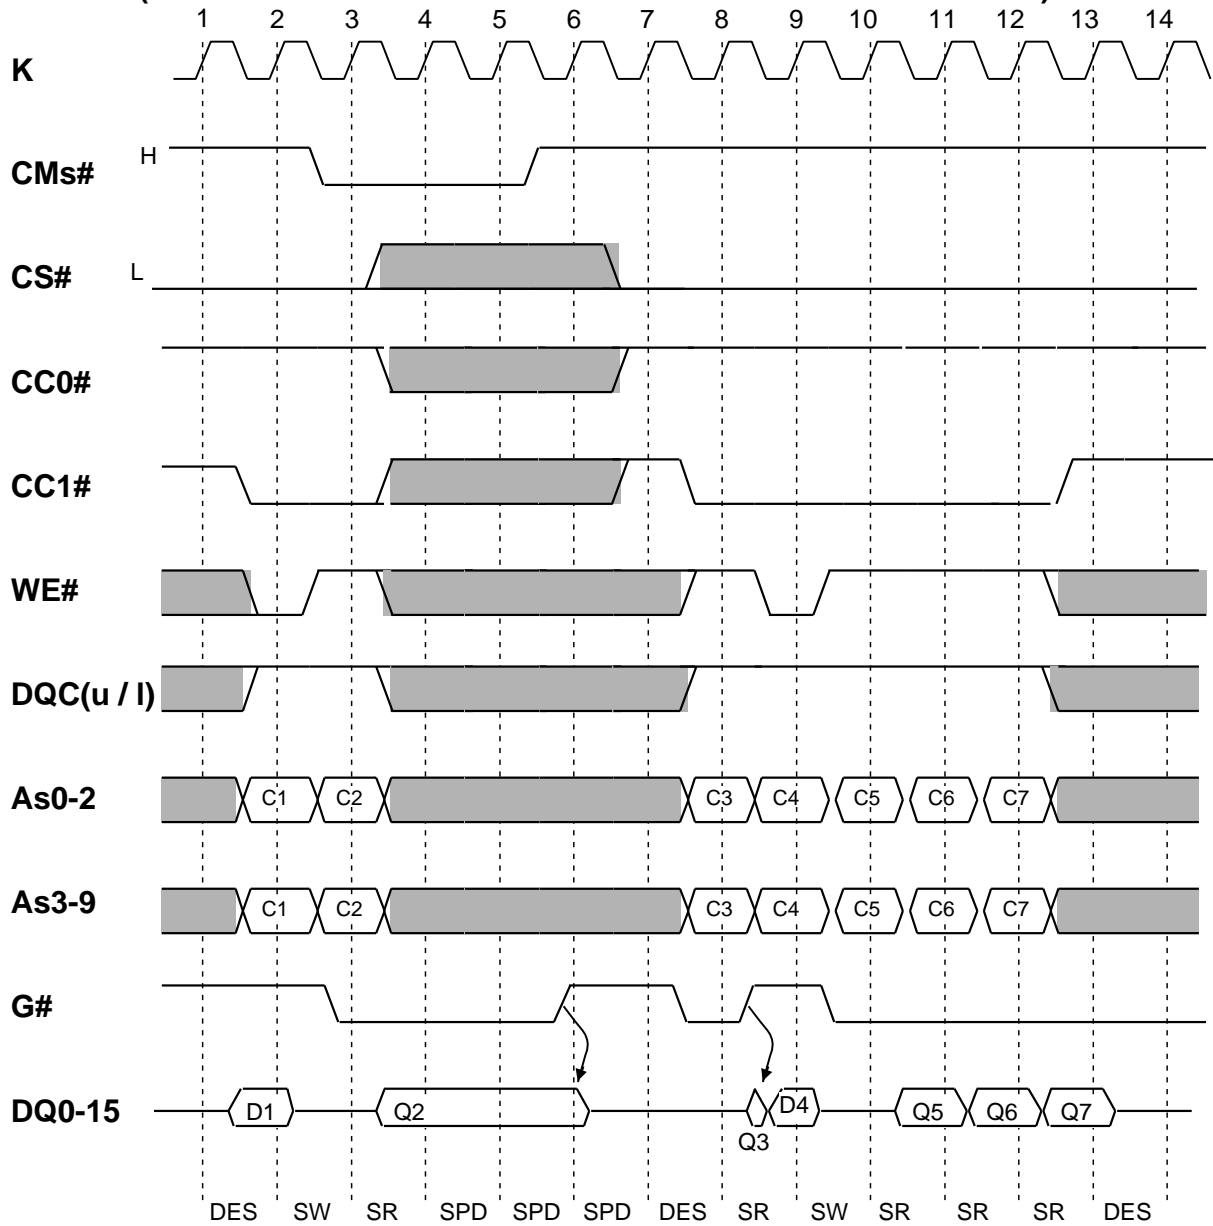 1 2 3 4 5 6 7 8 9 10 11 12 13 14
K
CMs# H
CS# L
CC0#
CC1#
WE#
DQC(u / l)
As0-2 C1 C2 C3 C4 C5 C6 C7
As3-9 C1 C2 C3 C4 C5 C6 C7
G#
DQ0-15 D1 Q2 Q3 D4 Q5 Q6 Q7
DES SW SR SPD SPD SPD DES SR SW SR SR SR DES